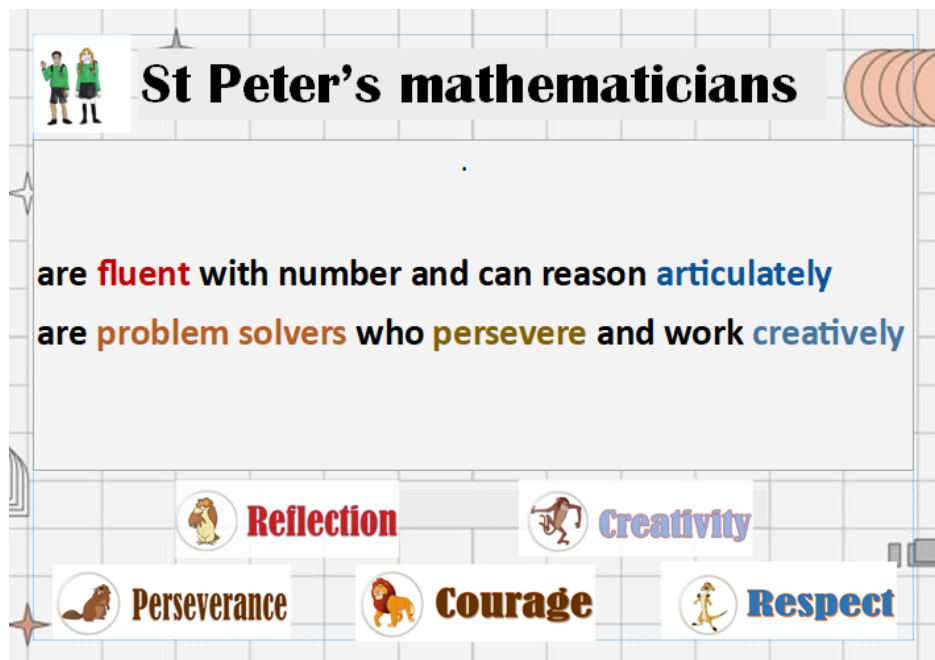 St Peter's mathematicians
.
are fluent with number and can reason articulately
are problem solvers who persevere and work creatively
Reflection
Creativity
Perseverance
Courage
Respect